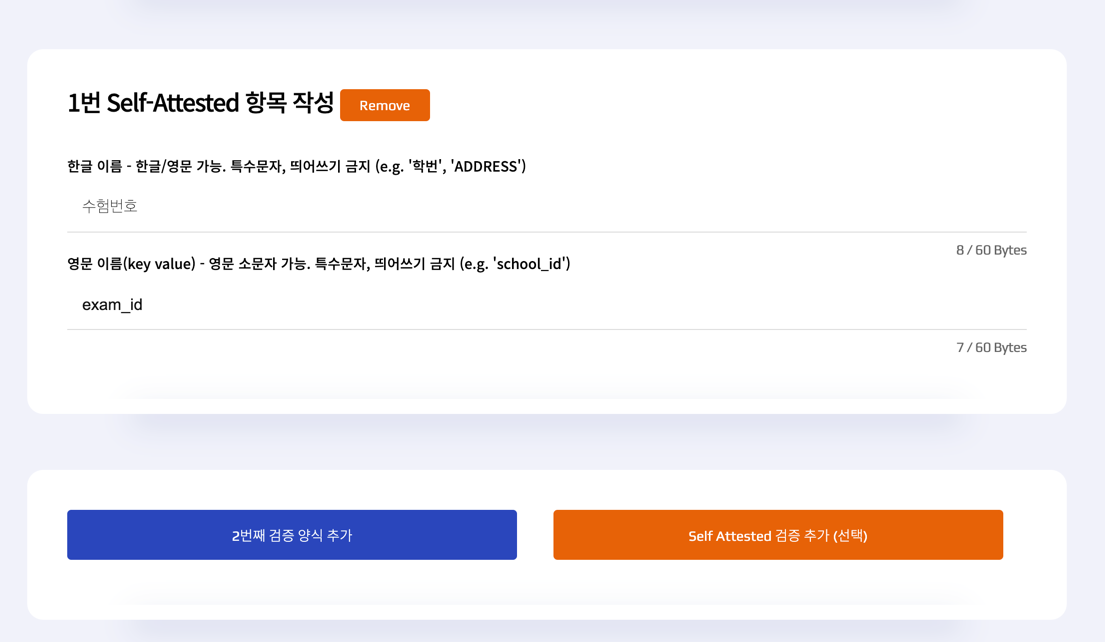 1번 Self-Attested 항목 작성 Remove
한글 이름 - 한글/영문 가능. 특수문자, 띄어쓰기 금지 (e.g. '학번', 'ADDRESS')
수험번호
8 / 60 Bytes
영문 이름(key value) - 영문 소문자 가능. 특수문자, 띄어쓰기 금지 (e.g. 'school_id')
exam_id
7 / 60 Bytes
2번째 검증 양식 추가
Self Attested 검증 추가 (선택)